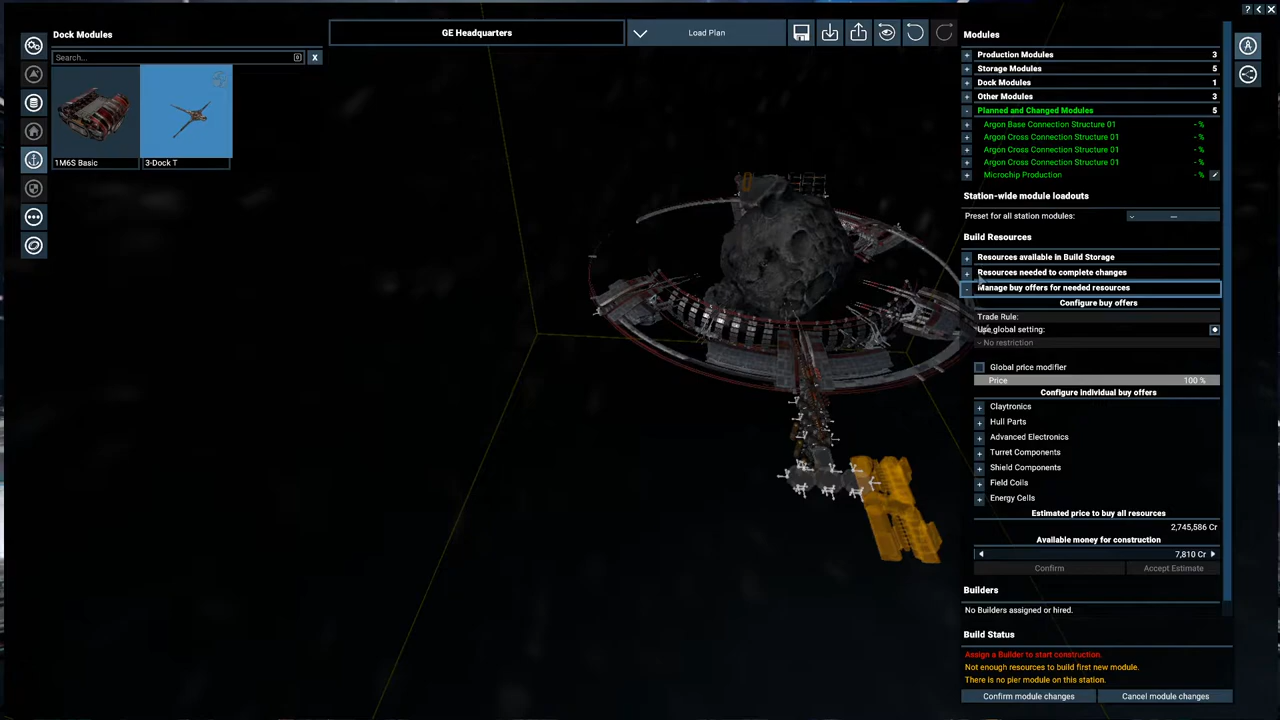 Dock Modules
Search...
x
1M6S Basic
3-Dock T
GE Headquarters
Load Plan
?
Modules
+ Production Modules 3
+ Storage Modules 5
+ Dock Modules 1
+ Other Modules 3
- Planned and Changed Modules 5
+ Argon Base Connection Structure 01 - %
+ Argon Cross Connection Structure 01 - %
+ Argon Cross Connection Structure 01 - %
+ Argon Cross Connection Structure 01 - %
+ Microchip Production - %
Station-wide module loadouts
Preset for all station modules: —
Build Resources
+ Resources available in Build Storage
+ Resources needed to complete changes
- Manage buy offers for needed resources
Configure buy offers
Trade Rule:
Use global setting:
- No restriction
Global price modifier
Price 100 %
Configure individual buy offers
+ Claytronics
+ Hull Parts
+ Advanced Electronics
+ Turret Components
+ Shield Components
+ Field Coils
+ Energy Cells
Estimated price to buy all resources
2,745,586 Cr
Available money for construction
7,810 Cr
Confirm Accept Estimate
Builders
No Builders assigned or hired.
Build Status
Assign a Builder to start construction.
Not enough resources to build first new module.
There is no pier module on this station.
Confirm module changes Cancel module changes